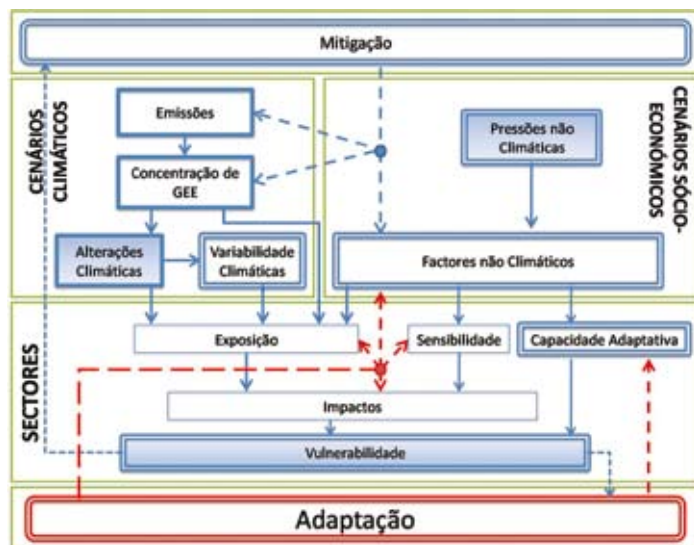 Mitigação
CENÁRIOS
CLIMÁTICOS
Emissões
Concentração de
GEE
Alterações
Climáticas
Variabilidade
Climáticas
Pressões não
Climáticas
CENÁRIOS SÓCIO-
ECONÓMICOS
Factores não Climáticos
SECTORES
Exposição
Sensibilidade
Capacidade Adaptativa
Impactos
Vulnerabilidade
Adaptação